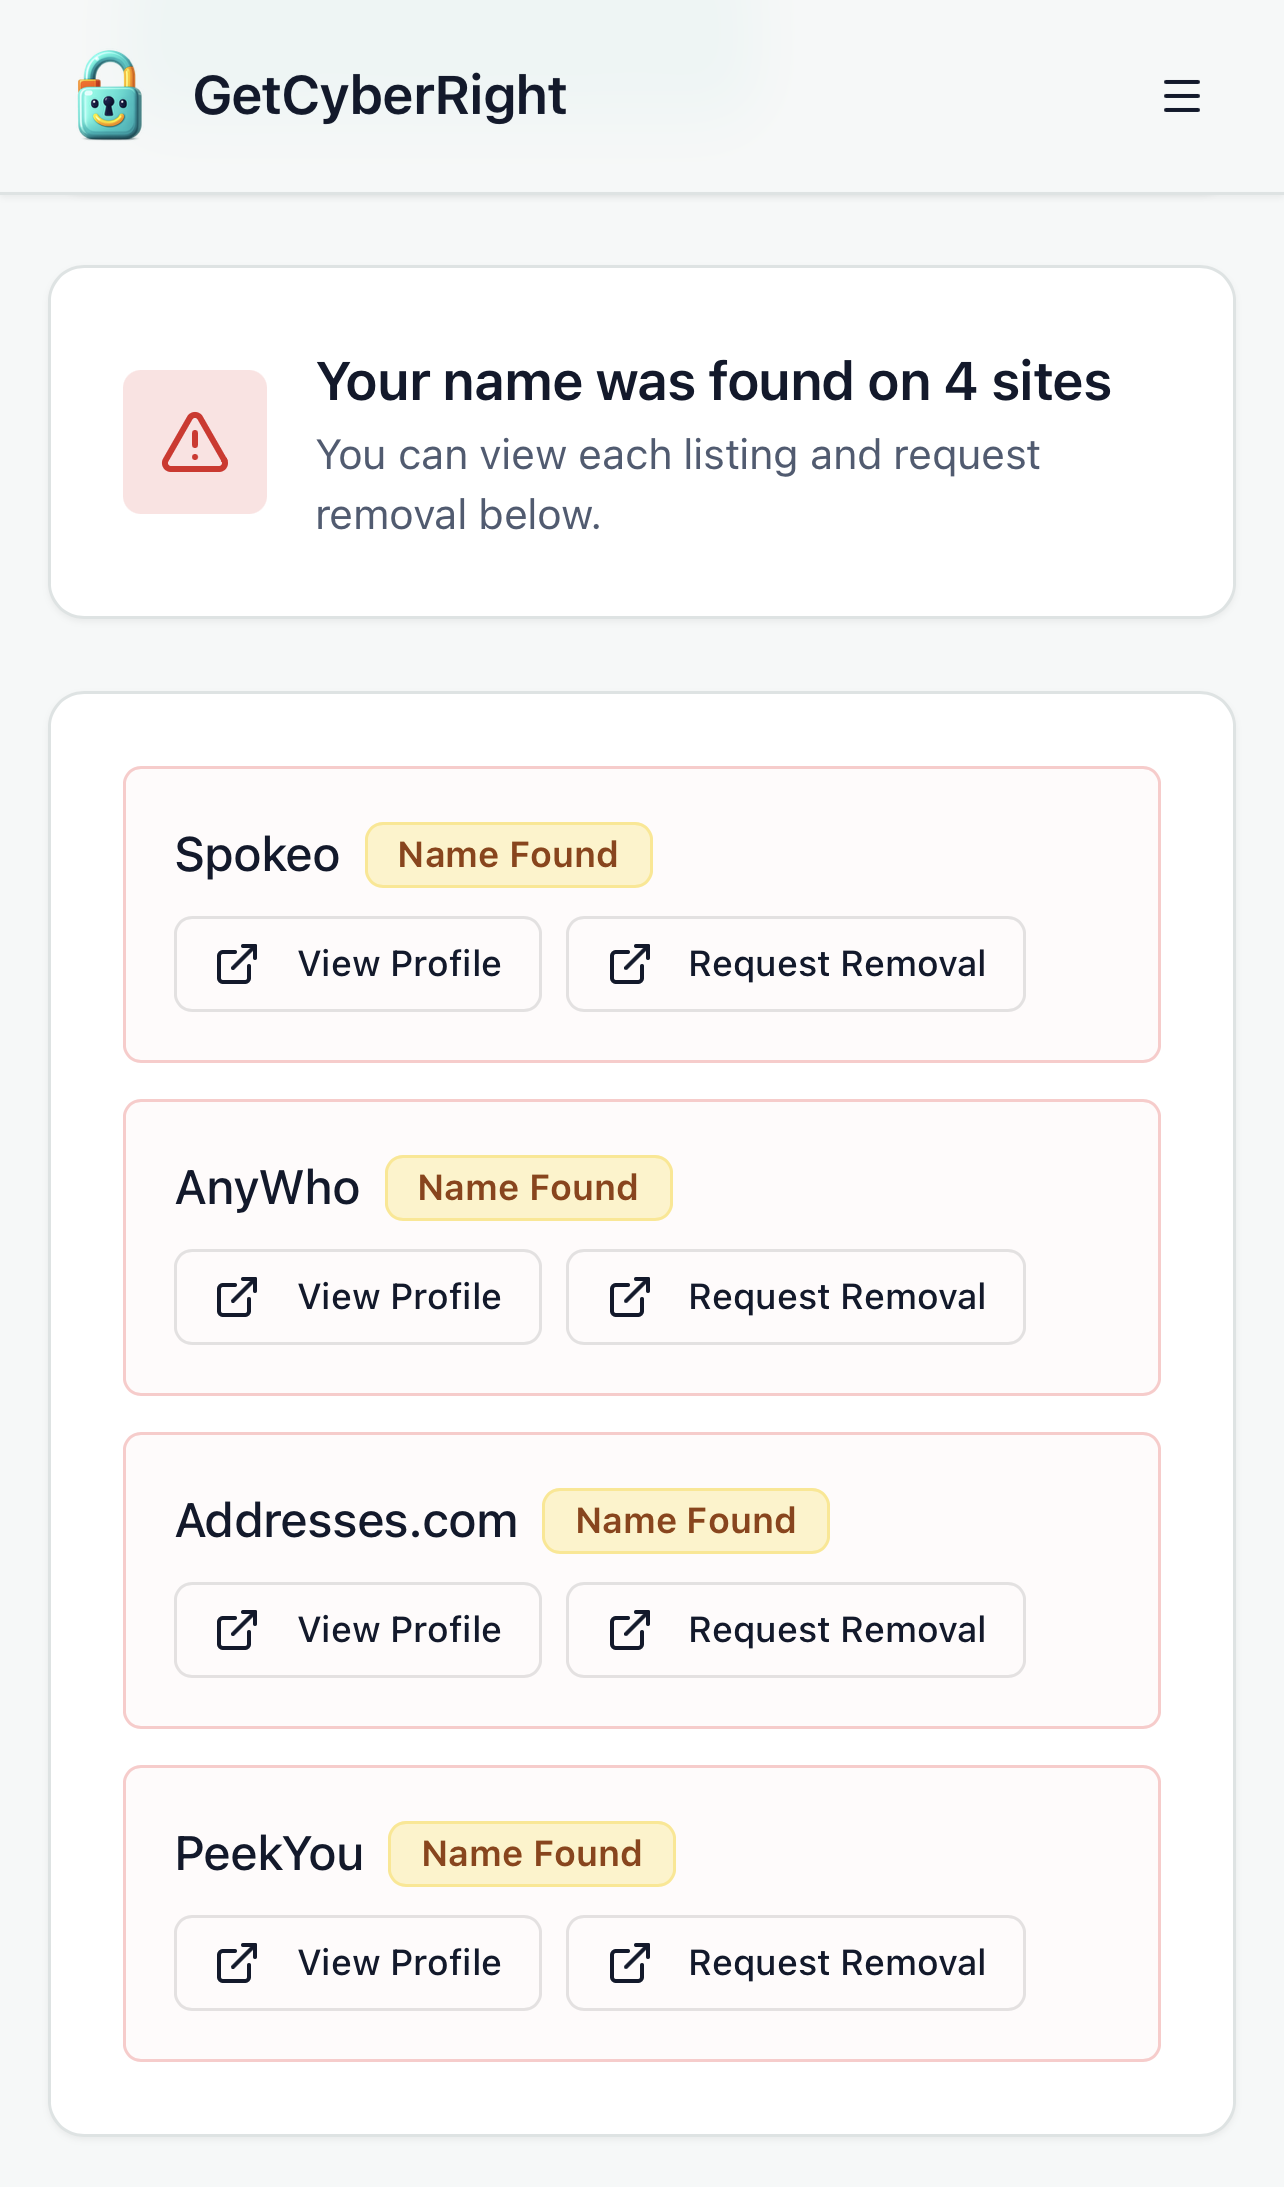 GetCyberRight
Your name was found on 4 sites
You can view each listing and request
removal below.
Spokeo Name Found
View Profile Request Removal
AnyWho Name Found
View Profile Request Removal
Addresses.com Name Found
View Profile Request Removal
PeekYou Name Found
View Profile Request Removal